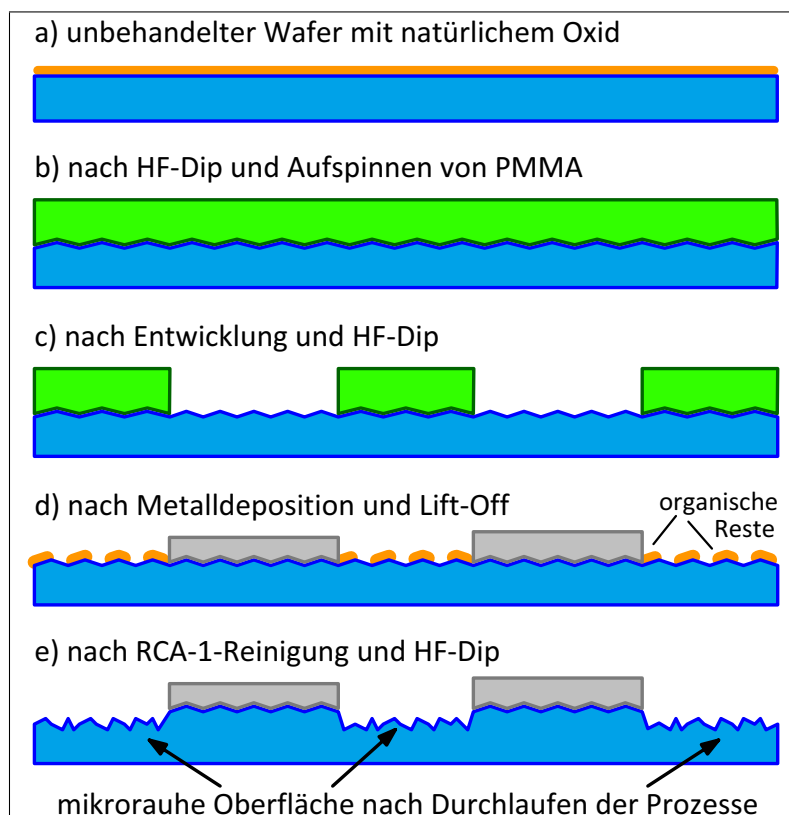 a) unbehandelter Wafer mit natürlichem Oxid
b) nach HF-Dip und Aufspinnen von PMMA
c) nach Entwicklung und HF-Dip
d) nach Metalldeposition und Lift-Off
organische
Reste
e) nach RCA-1-Reinigung und HF-Dip
mikrorauhe Oberfläche nach Durchlaufen der Prozesse